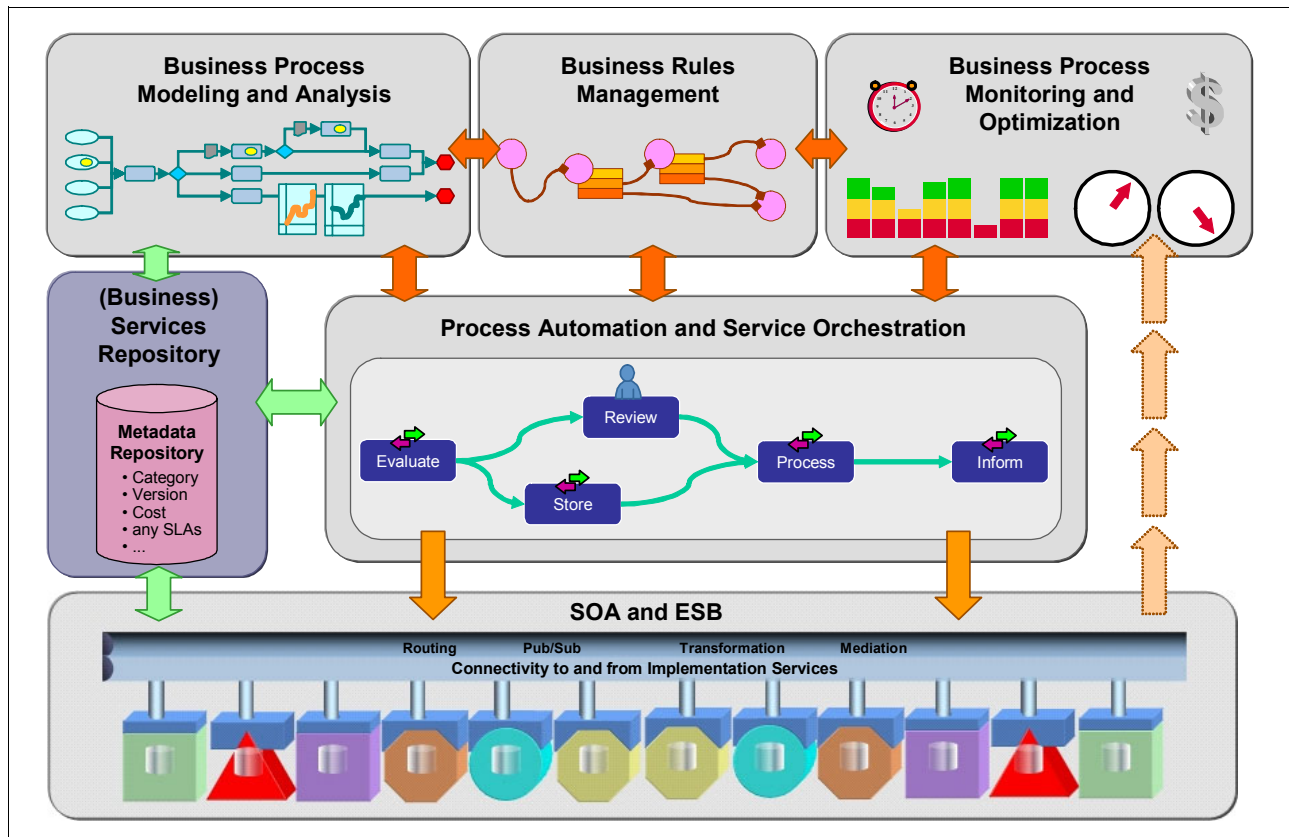 Business Process
Modeling and Analysis
Business Rules
Management
Business Process
Monitoring and
Optimization
(Business)
Services
Repository
Metadata
Repository
• Category
• Version
• Cost
• any SLAs
• ...
Process Automation and Service Orchestration
Review
Evaluate
Process
Inform
Store
SOA and ESB
Routing Pub/Sub Transformation Mediation
Connectivity to and from Implementation Services